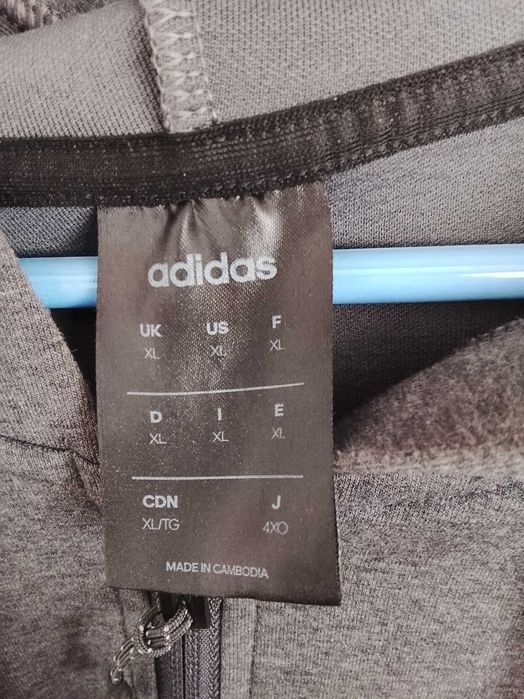 adidas
UK US F
XL XL XL
D I E
XL XL XL
CDN J
XL/TG 4XO
MADE IN CAMBODIA